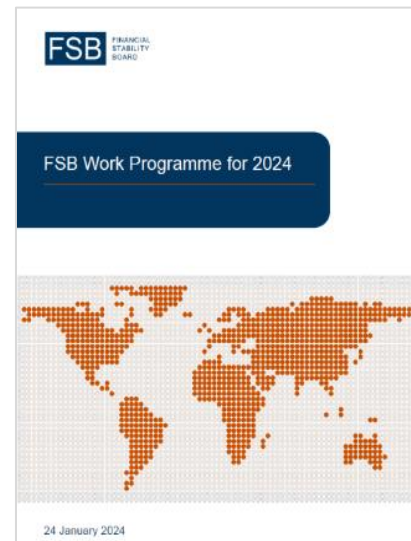 FSB
FINANCIAL
STABILITY
BOARD
FSB Work Programme for 2024
24 January 2024